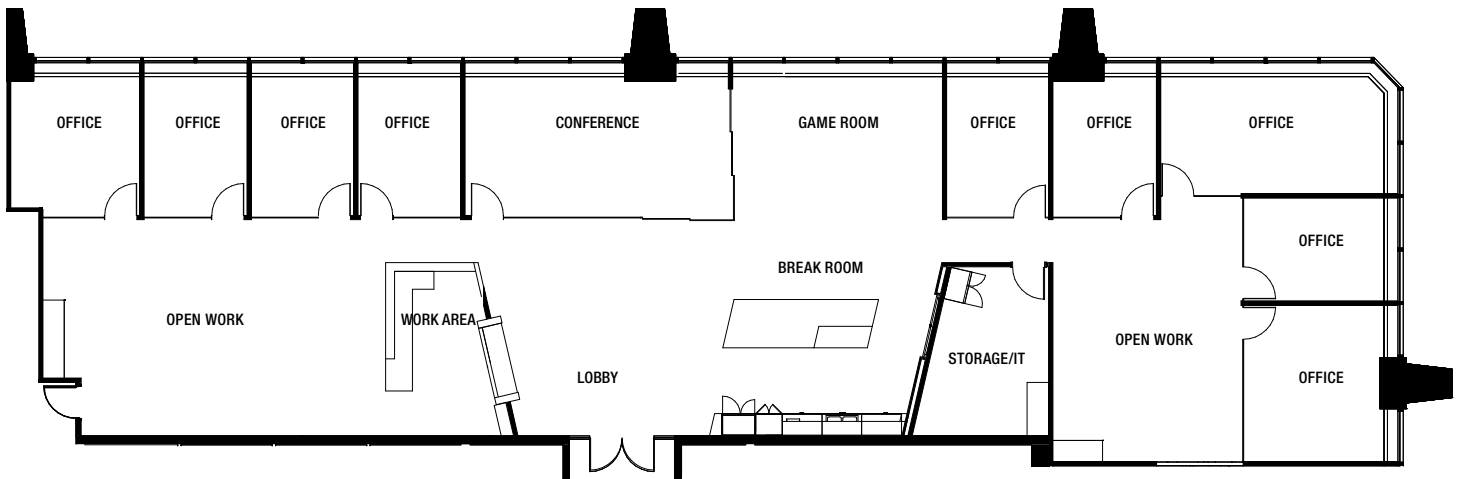 OFFICE
OFFICE
OFFICE
OFFICE
CONFERENCE
GAME ROOM
OFFICE
OFFICE
OFFICE
OFFICE
BREAK ROOM
OPEN WORK
WORK AREA
OPEN WORK
STORAGE/IT
LOBBY
OFFICE